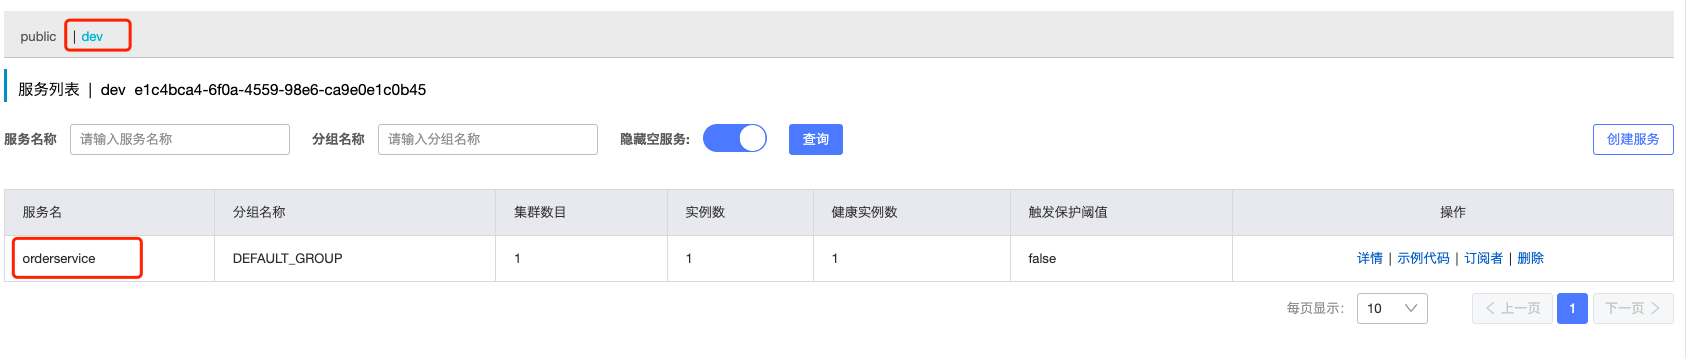 public | dev
服务列表 | dev e1c4bca4-6f0a-4559-98e6-ca9e0e1c0b45
服务名称 请输入服务名称 分组名称 请输入分组名称 隐藏空服务: 查询 创建服务
服务名 分组名称 集群数目 实例数 健康实例数 触发保护阈值 操作
orderservice DEFAULT_GROUP 1 1 1 false 详情 | 示例代码 | 订阅者 | 删除
每页显示: 10 上一页 1 下一页